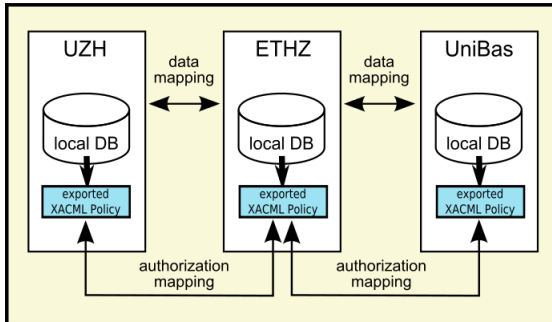 UZH
ETHZ
UniBas
data
mapping
data
mapping
local DB
local DB
local DB
exported
XACML Policy
exported
XACML Policy
exported
XACML Policy
authorization
mapping
authorization
mapping